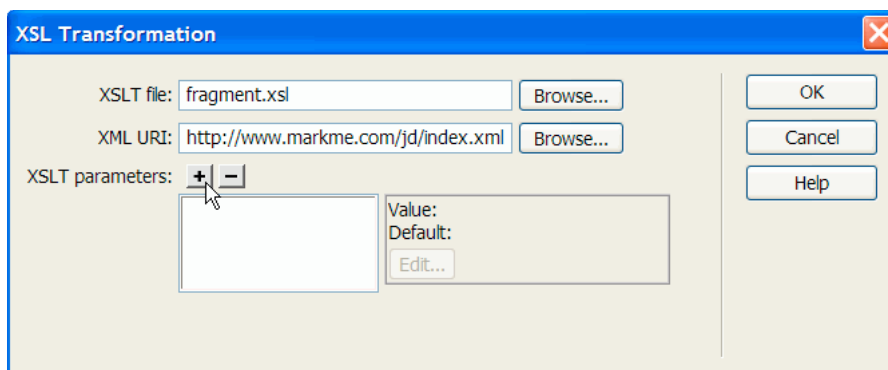 XSL Transformation
XSLT file: fragment.xsl Browse... OK
XML URI: http://www.markme.com/jd/index.xml Browse... Cancel
XSLT parameters: + − Help
Value:
Default:
Edit...